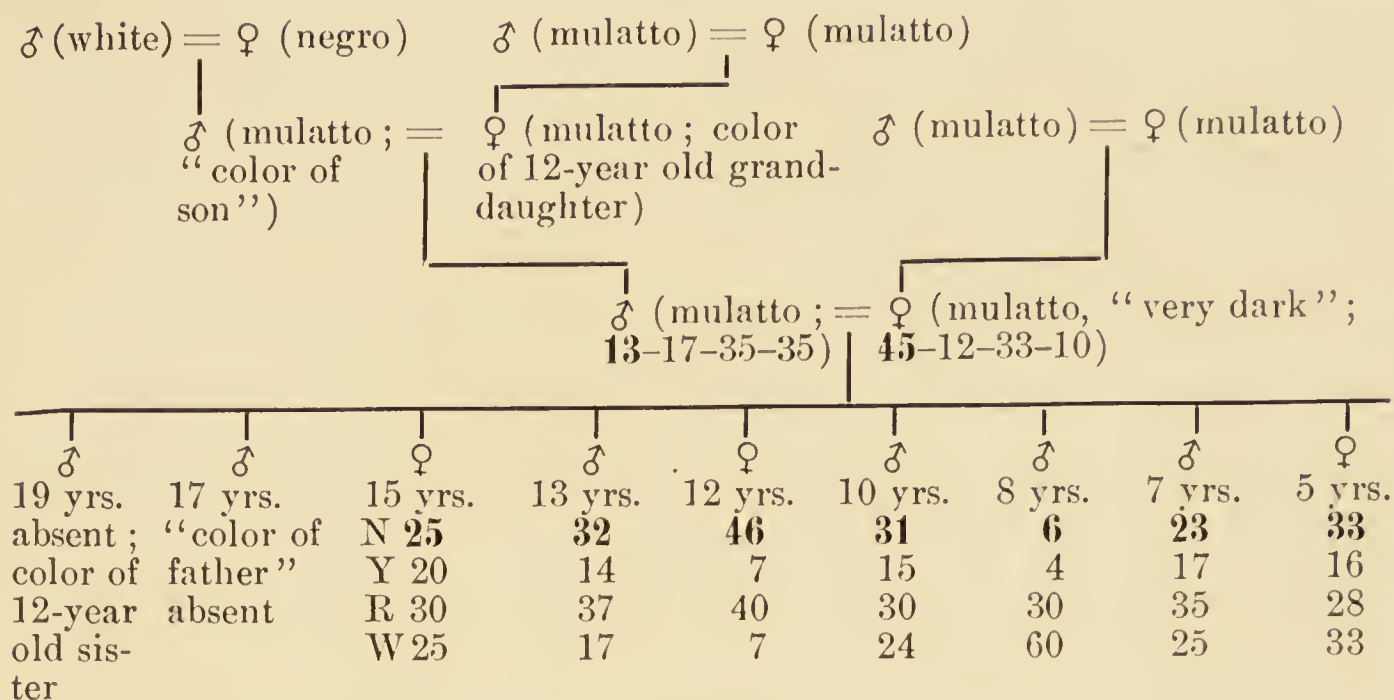 ♂ (white) = ♀ (negro) ♂ (mulatto) = ♀ (mulatto)
♂ (mulatto ; = ♀ (mulatto ; color ♂ (mulatto) = ♀ (mulatto)
“color of of 12-year old grand-
son”) daughter)
♂ (mulatto ; = ♀ (mulatto, “very dark” ;
13–17–35–35) 45–12–33–10)
♂ ♂ ♀ ♂ ♀ ♂ ♂ ♂ ♀
19 yrs. 17 yrs. 15 yrs. 13 yrs. 12 yrs. 10 yrs. 8 yrs. 7 yrs. 5 yrs.
absent ; “color of N 25 32 46 31 6 23 33
color of father” Y 20 14 7 15 4 17 16
12-year absent R 30 37 40 30 30 35 28
old sis- W 25 17 7 24 60 25 33
ter